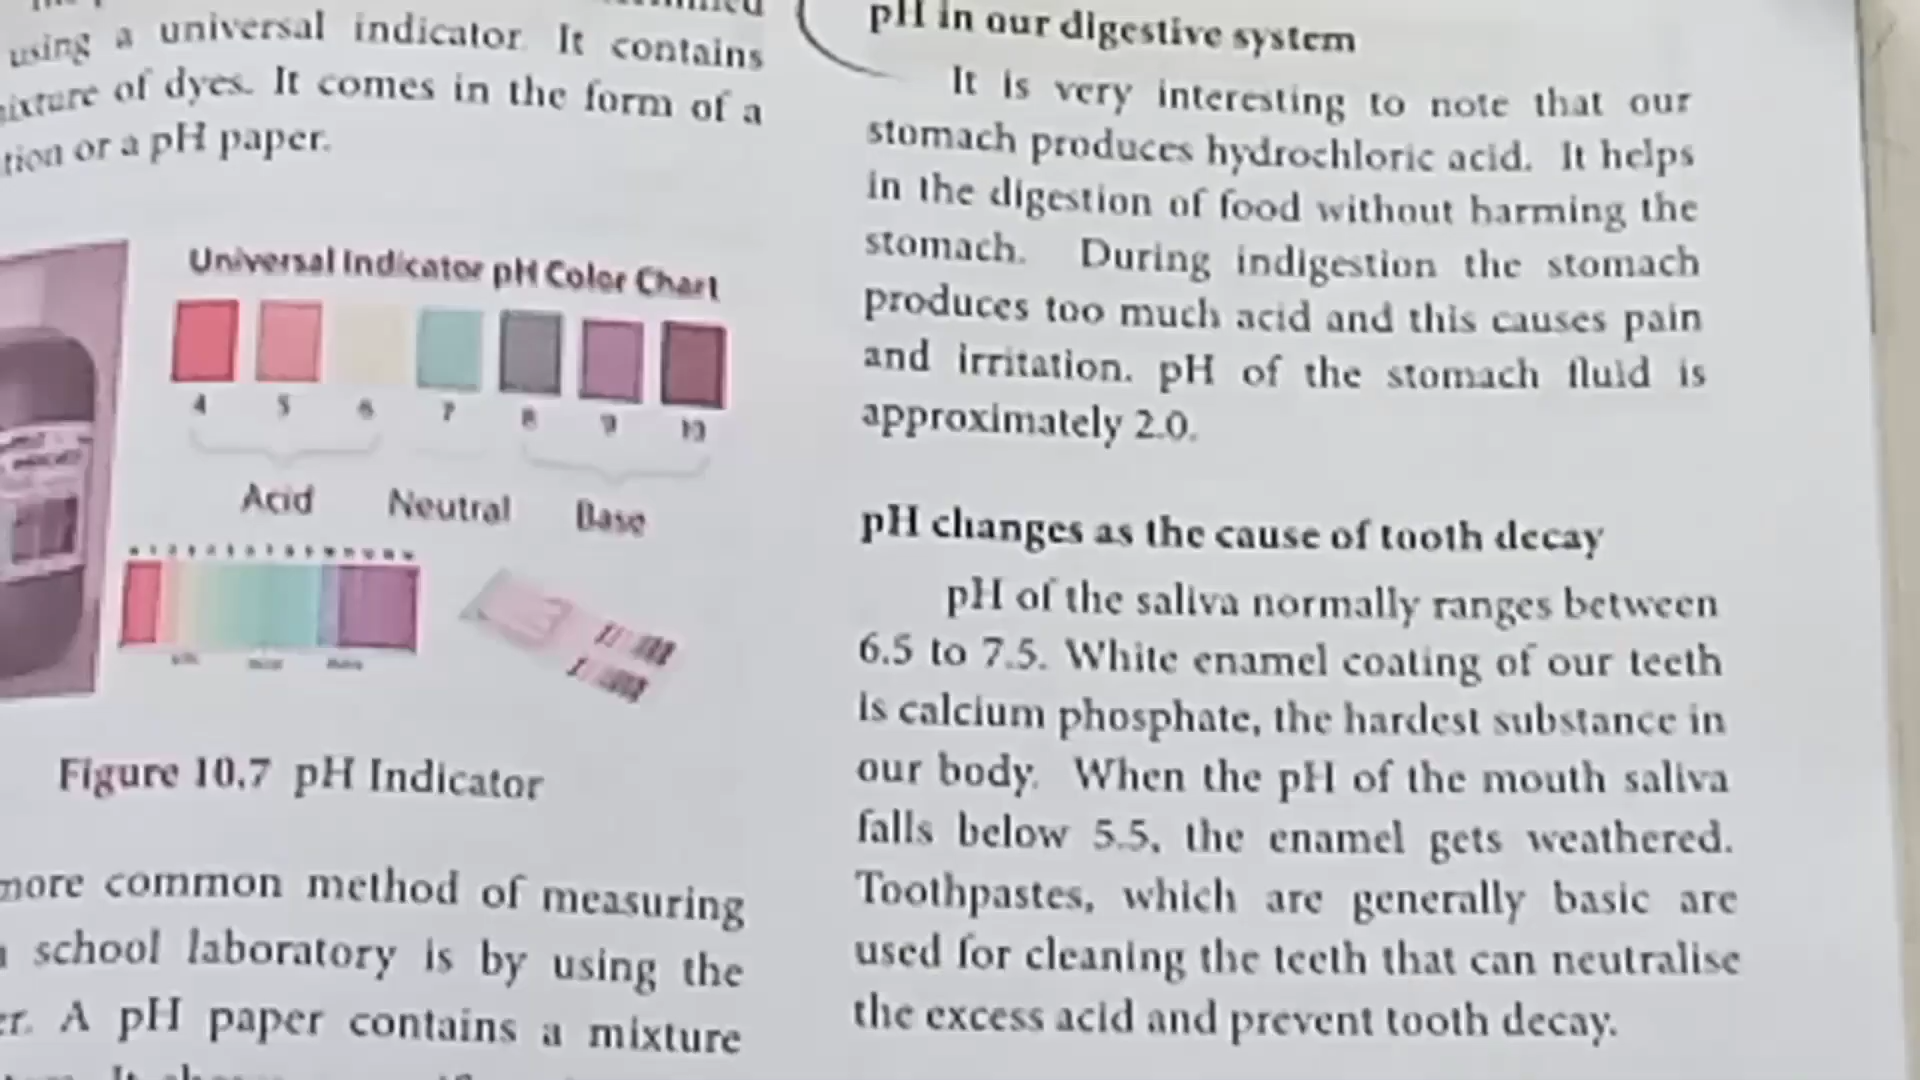 using a universal indicator. It contains
mixture of dyes. It comes in the form of a
or a pH paper.
Universal Indicator pH Color Chart
4 5 6 7 8 9 10
Acid Neutral Base
Figure 10.7 pH Indicator
more common method of measuring
school laboratory is by using the
A pH paper contains a mixture
pH in our digestive system
It is very interesting to note that our
stomach produces hydrochloric acid. It helps
in the digestion of food without harming the
stomach. During indigestion the stomach
produces too much acid and this causes pain
and irritation. pH of the stomach fluid is
approximately 2.0.
pH changes as the cause of tooth decay
pH of the saliva normally ranges between
6.5 to 7.5. White enamel coating of our teeth
is calcium phosphate, the hardest substance in
our body. When the pH of the mouth saliva
falls below 5.5, the enamel gets weathered.
Toothpastes, which are generally basic are
used for cleaning the teeth that can neutralise
the excess acid and prevent tooth decay.